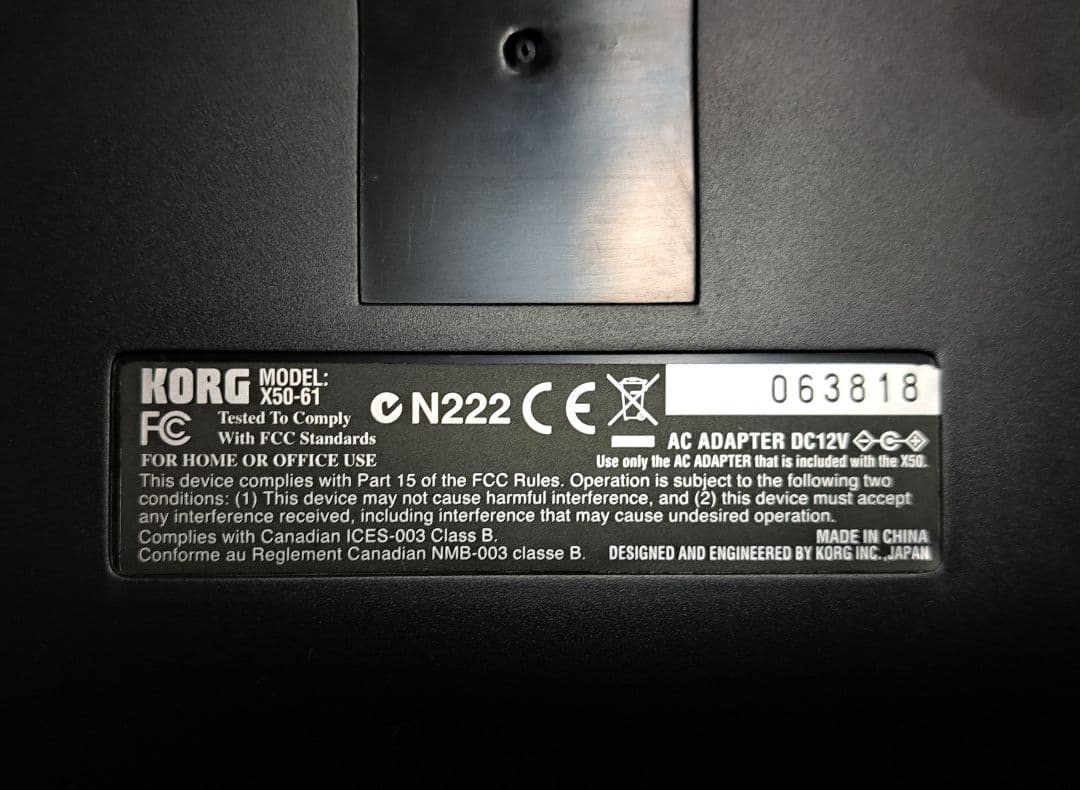 KORG MODEL:
X50-61
N222 CE
063818
FC Tested To Comply
With FCC Standards
FOR HOME OR OFFICE USE
AC ADAPTER DC12V
Use only the AC ADAPTER that is included with the X50.
This device complies with Part 15 of the FCC Rules. Operation is subject to the following two
conditions: (1) This device may not cause harmful interference, and (2) this device must accept
any interference received, including interference that may cause undesired operation.
Complies with Canadian ICES-003 Class B.
Conforme au Reglement Canadien NMB-003 classe B.
MADE IN CHINA
DESIGNED AND ENGINEERED BY KORG INC.,JAPAN